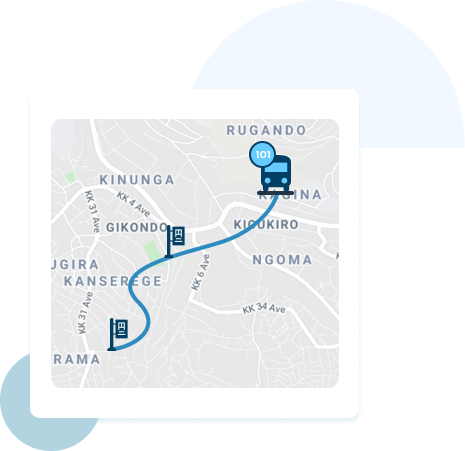 RUGANDO
101
KINUNGA
KAGINA
KK 31 Ave
KK 4 Ave
GIKONDO
KICUKIRO
UGIRA
NGOMA
KK 6 Ave
KANSEREGE
KK 31 Ave
KK 34 Ave
RAMA